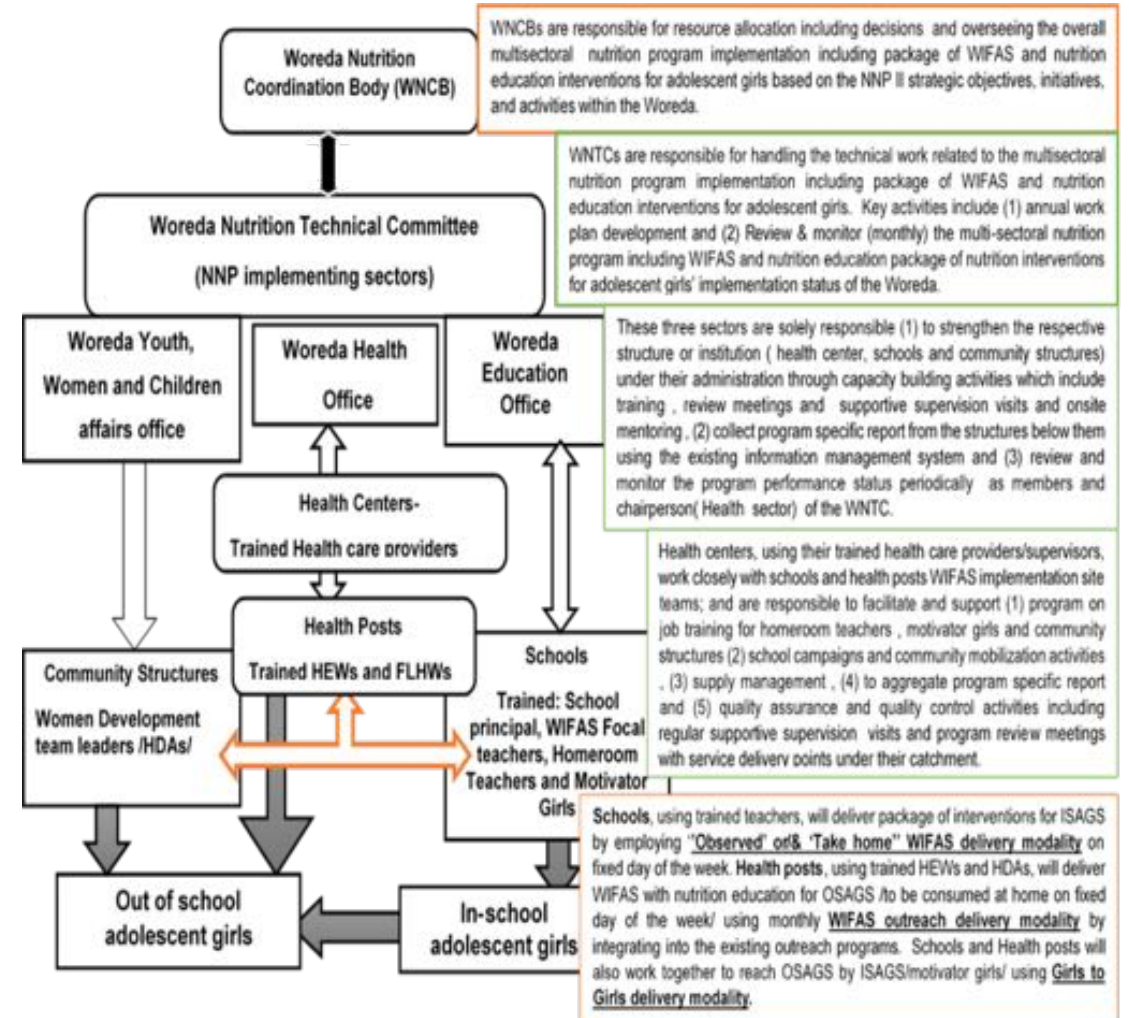 Woreda Nutrition
Coordination Body (WNCB)
WNCBs are responsible for resource allocation including decisions and overseeing the overall
multisectoral nutrition program implementation including package of WIFAS and nutrition
education interventions for adolescent girls based on the NNP II strategic objectives, initiatives,
and activities within the Woreda.
Woreda Nutrition Technical Committee
(NNP implementing sectors)
WNTCs are responsible for handling the technical work related to the multisectoral
nutrition program implementation including package of WIFAS and nutrition
education interventions for adolescent girls. Key activities include (1) annual work
plan development and (2) Review & monitor (monthly) the multi-sectoral nutrition
program including WIFAS and nutrition education package of nutrition interventions
for adolescent girls' implementation status of the Woreda.
Woreda Youth,
Women and Children
affairs office
Woreda Health
Office
Woreda
Education
Office
These three sectors are solely responsible (1) to strengthen the respective
structure or institution ( health center, schools and community structures)
under their administration through capacity building activities which include
training , review meetings and supportive supervision visits and onsite
mentoring , (2) collect program specific report from the structures below them
using the existing information management system and (3) review and
monitor the program performance status periodically as members and
chairperson( Health sector) of the WNTC.
Health Centers-
Trained Health care providers
Health Posts
Trained HEWs and FLHWs
Health centers, using their trained health care providers/supervisors,
work closely with schools and health posts WIFAS implementation site
teams; and are responsible to facilitate and support (1) program on
job training for homeroom teachers , motivator girls and community
structures (2) school campaigns and community mobilization activities
, (3) supply management , (4) to aggregate program specific report
and (5) quality assurance and quality control activities including
regular supportive supervision visits and program review meetings
with service delivery points under their catchment.
Community Structures
Women Development
team leaders /HDAs/
Schools
Trained: School
principal, WIFAS Focal
teachers, Homeroom
Teachers and Motivator
Girls
Schools, using trained teachers, will deliver package of interventions for ISAGS
by employing "'Observed' or/& 'Take home'" WIFAS delivery modality on
fixed day of the week. Health posts, using trained HEWs and HDAs, will deliver
WIFAS with nutrition education for OSAGS /to be consumed at home on fixed
day of the week/ using monthly WIFAS outreach delivery modality by
integrating into the existing outreach programs. Schools and Health posts will
also work together to reach OSAGS by ISAGS/motivator girls/ using Girls to
Girls delivery modality.
Out of school
adolescent girls
In-school
adolescent girls